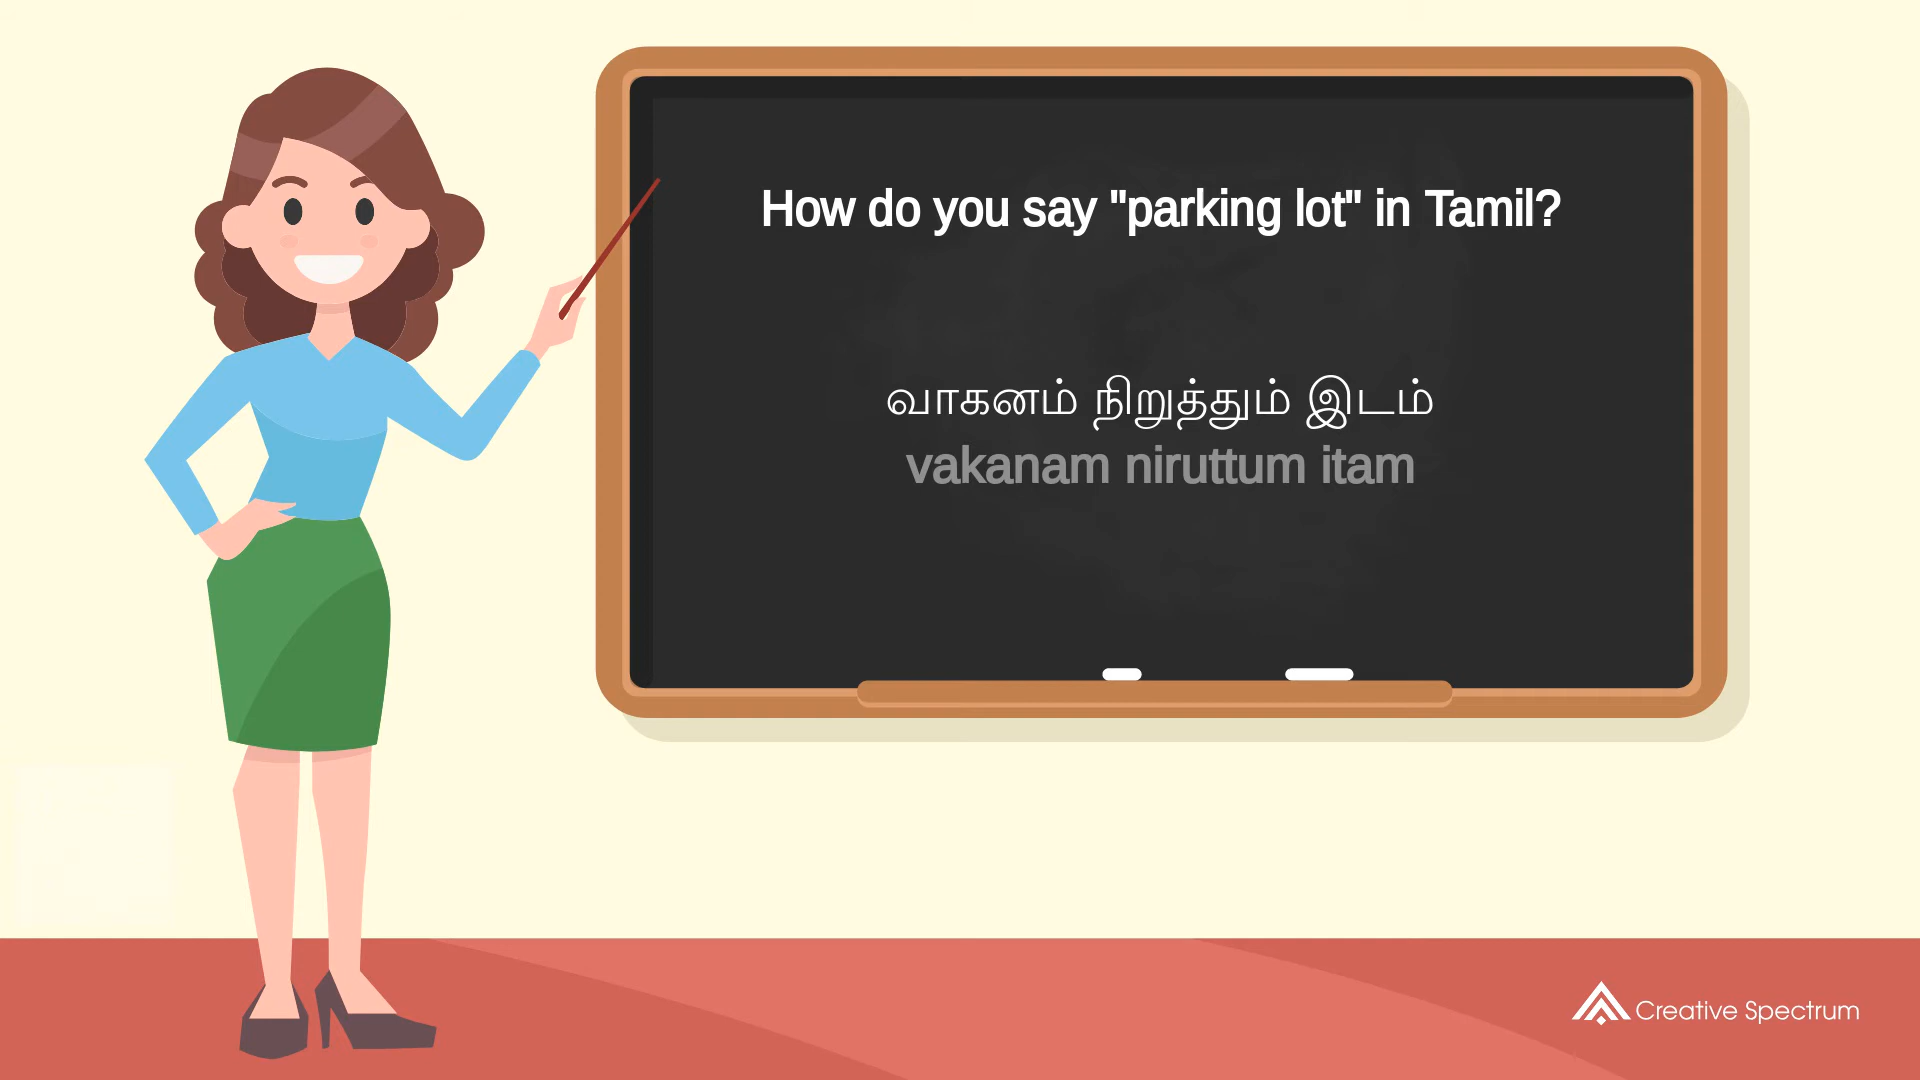 How do you say "parking lot" in Tamil?
வாகனம் நிறுத்தும் இடம்
vakanam niruttum itam
Creative Spectrum